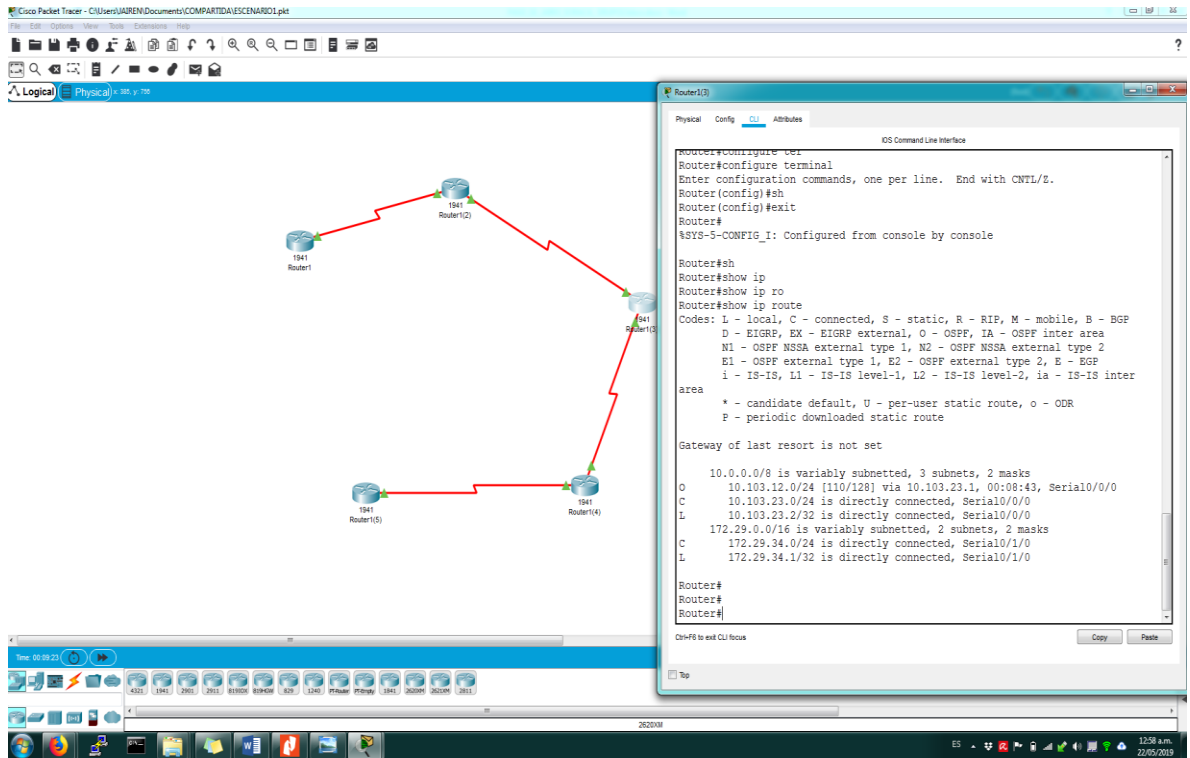 Cisco Packet Tracer - C:\Users\JAIREN\Documents\COMPARTIDA\ESCENARIO1.pkt
File Edit Options View Tools Extensions Help
?
Logical Physical x: 385, y: 755
1941
Router1(2)
1941
Router1
1941
Router1(3
1941
Router1(4)
1941
Router1(5)
Router1(3)
Physical Config CLI Attributes
IOS Command Line Interface
Router#configure ter
Router#configure terminal
Enter configuration commands, one per line. End with CNTL/Z.
Router(config)#sh
Router(config)#exit
Router#
%SYS-5-CONFIG_I: Configured from console by console
Router#sh
Router#show ip
Router#show ip ro
Router#show ip route
Codes: L - local, C - connected, S - static, R - RIP, M - mobile, B - BGP
D - EIGRP, EX - EIGRP external, O - OSPF, IA - OSPF inter area
N1 - OSPF NSSA external type 1, N2 - OSPF NSSA external type 2
E1 - OSPF external type 1, E2 - OSPF external type 2, E - EGP
i - IS-IS, L1 - IS-IS level-1, L2 - IS-IS level-2, ia - IS-IS inter
area
* - candidate default, U - per-user static route, o - ODR
P - periodic downloaded static route
Gateway of last resort is not set
10.0.0.0/8 is variably subnetted, 3 subnets, 2 masks
O 10.103.12.0/24 [110/128] via 10.103.23.1, 00:08:43, Serial0/0/0
C 10.103.23.0/24 is directly connected, Serial0/0/0
L 10.103.23.2/32 is directly connected, Serial0/0/0
172.29.0.0/16 is variably subnetted, 2 subnets, 2 masks
C 172.29.34.0/24 is directly connected, Serial0/1/0
L 172.29.34.1/32 is directly connected, Serial0/1/0
Router#
Router#
Router#
Ctrl+F6 to exit CLI focus
Copy Paste
Top
Time: 00:09:23
4321 1941 2901 2911 819IOX 819HGW 829 1240 PT-Router PT-Empty 1841 2620XM 2621XM 2811
2620XM
ES
12:58 a.m.
22/05/2019